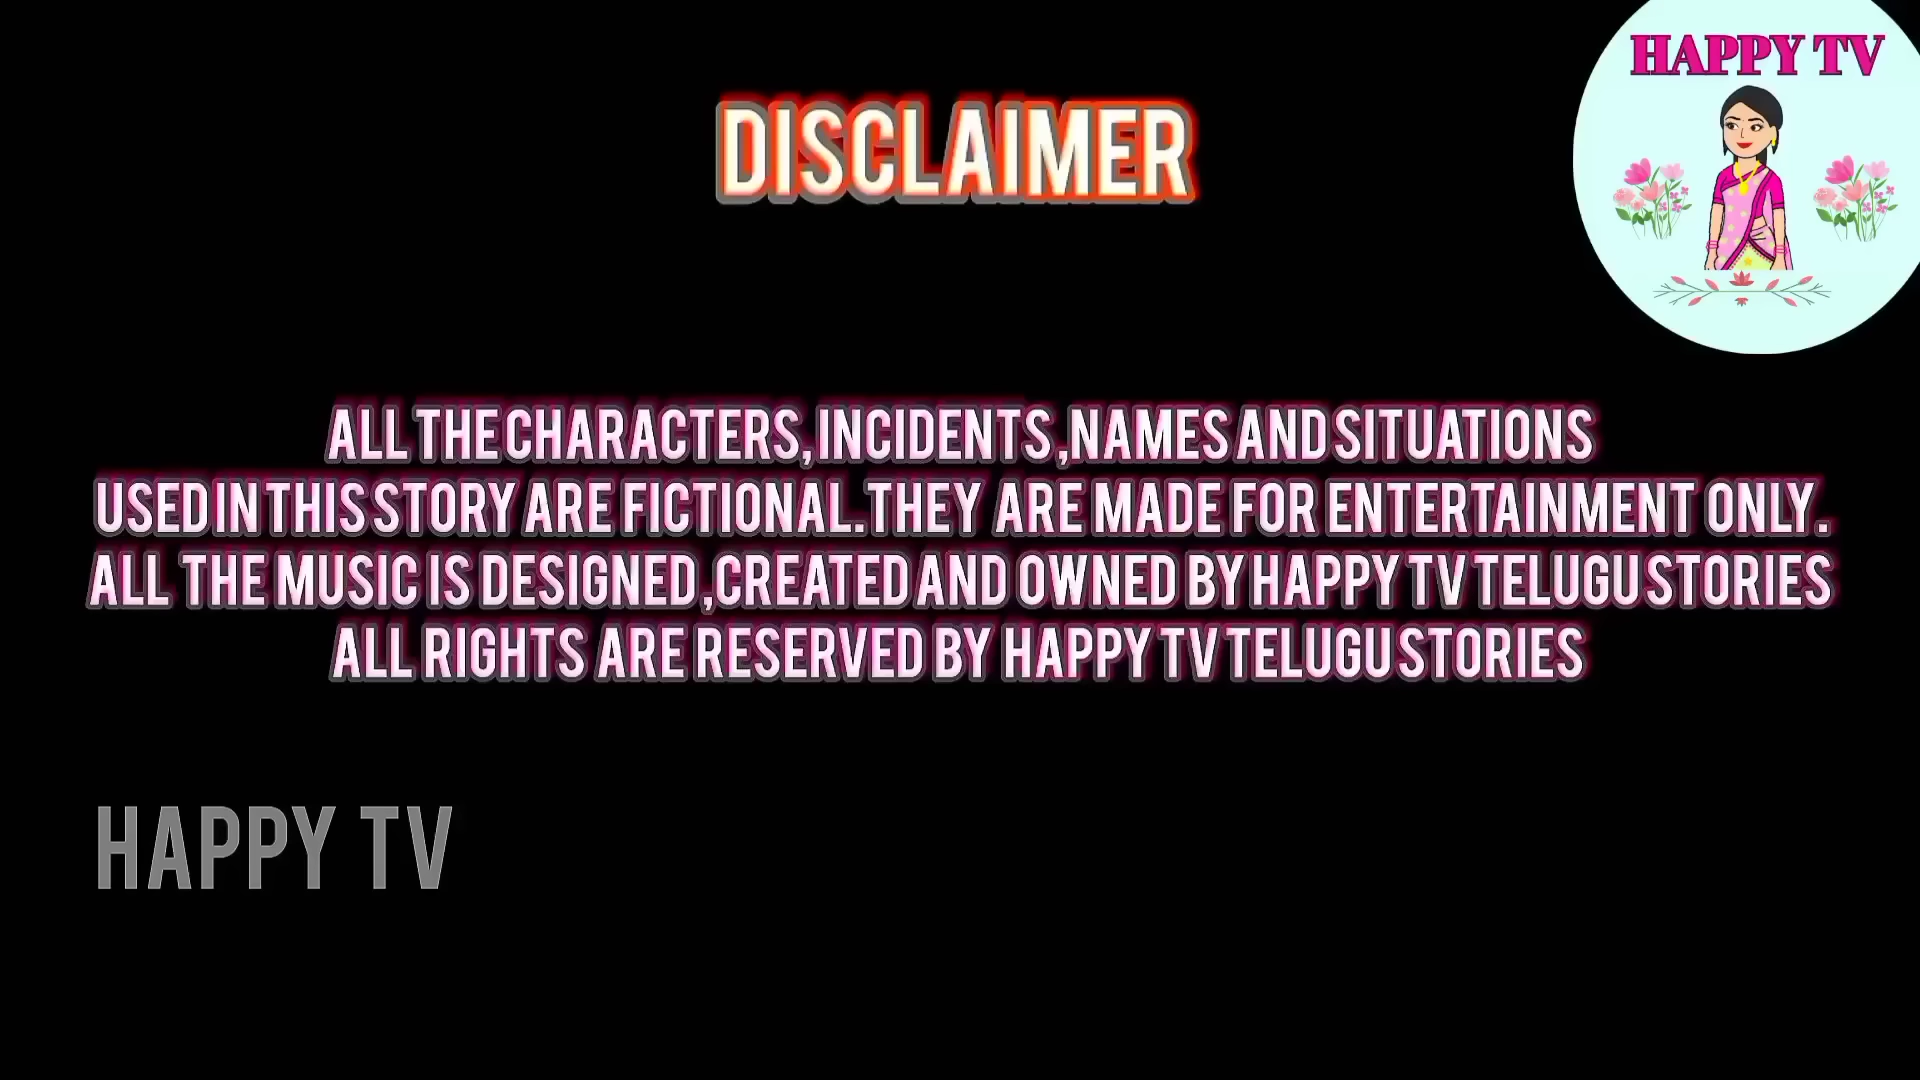 HAPPY TV
DISCLAIMER
ALL THE CHARACTERS, INCIDENTS ,NAMES AND SITUATIONS
USED IN THIS STORY ARE FICTIONAL.THEY ARE MADE FOR ENTERTAINMENT ONLY.
ALL THE MUSIC IS DESIGNED ,CREATED AND OWNED BY HAPPY TV TELUGU STORIES
ALL RIGHTS ARE RESERVED BY HAPPY TV TELUGU STORIES
HAPPY TV